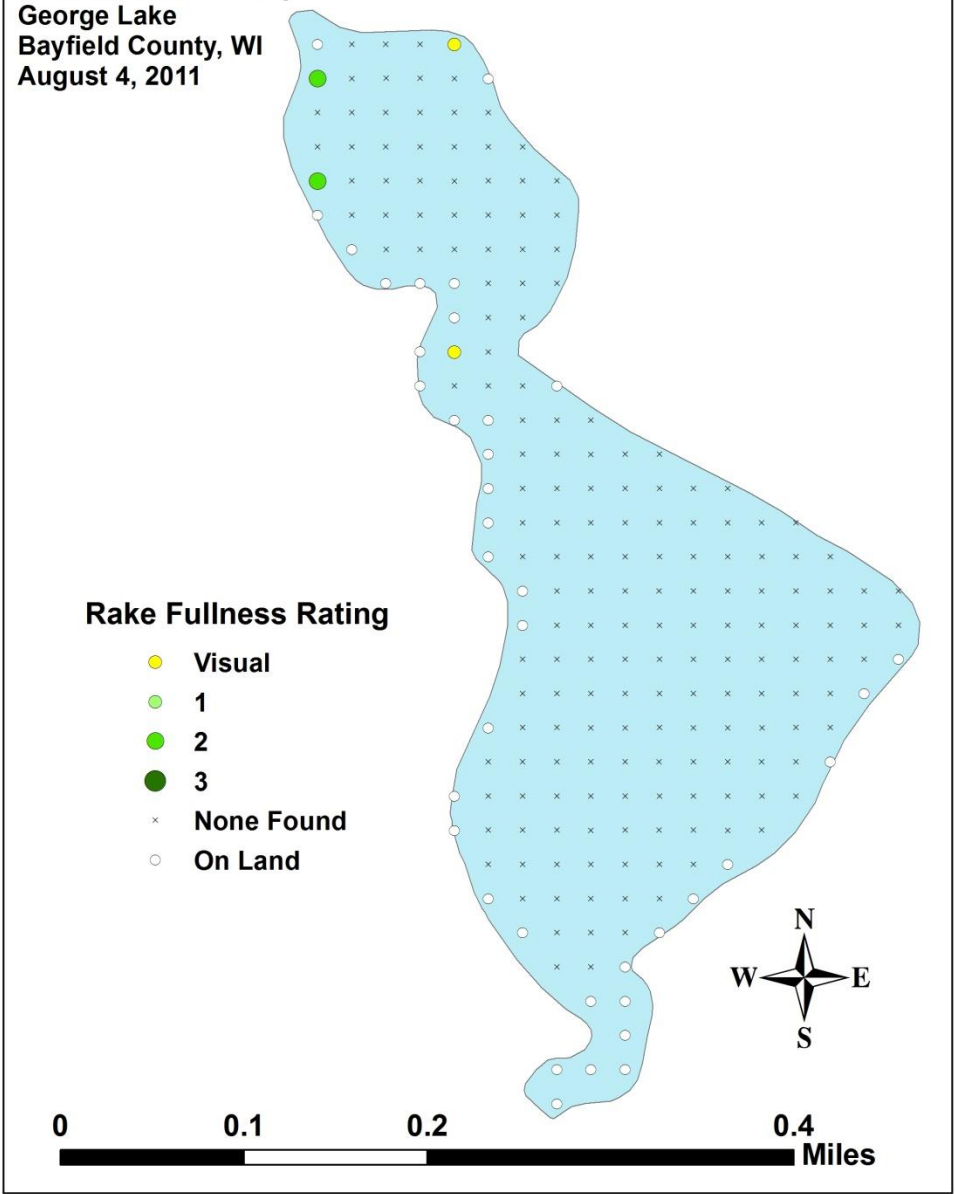 George Lake
Bayfield County, WI
August 4, 2011
Rake Fullness Rating
Visual
1
2
3
None Found
On Land
N
W E
S
0 0.1 0.2 0.4
Miles